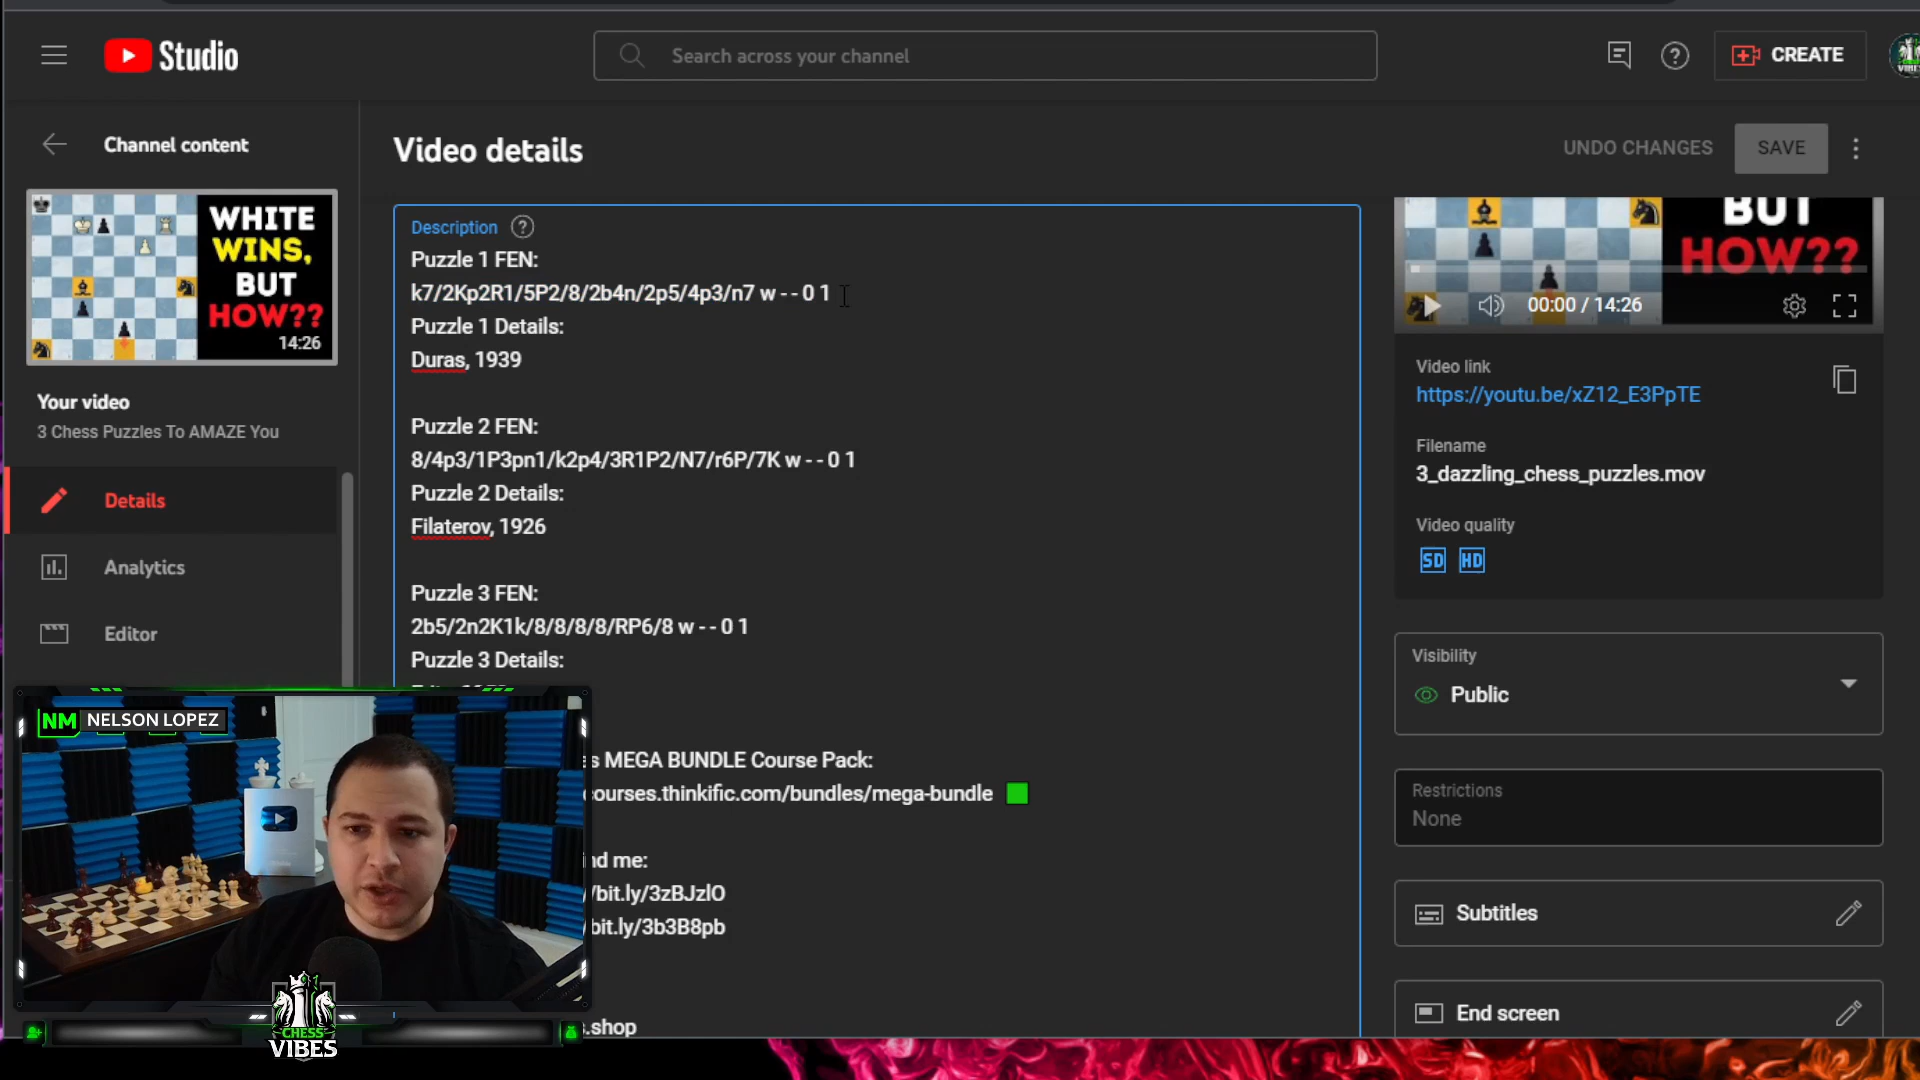 Studio
Search across your channel
CREATE
Channel content
Video details
UNDO CHANGES
SAVE
WHITE
WINS,
BUT
HOW??
14:26
Your video
3 Chess Puzzles To AMAZE You
Details
Analytics
Editor
Description
Puzzle 1 FEN:
k7/2Kp2R1/5P2/8/2b4n/2p5/4p3/n7 w - - 0 1
Puzzle 1 Details:
Duras, 1939
Puzzle 2 FEN:
8/4p3/1P3pn1/k2p4/3R1P2/N7/r6P/7K w - - 0 1
Puzzle 2 Details:
Filaterov, 1926
Puzzle 3 FEN:
2b5/2n2K1k/8/8/8/8/RP6/8 w - - 0 1
Puzzle 3 Details:
s MEGA BUNDLE Course Pack:
courses.thinkific.com/bundles/mega-bundle
nd me:
/bit.ly/3zBJzlO
bit.ly/3b3B8pb
.shop
BUT
HOW??
00:00 / 14:26
Video link
https://youtu.be/xZ12_E3PpTE
Filename
3_dazzling_chess_puzzles.mov
Video quality
SD HD
Visibility
Public
Restrictions
None
Subtitles
End screen
NM NELSON LOPEZ
CHESS
VIBES